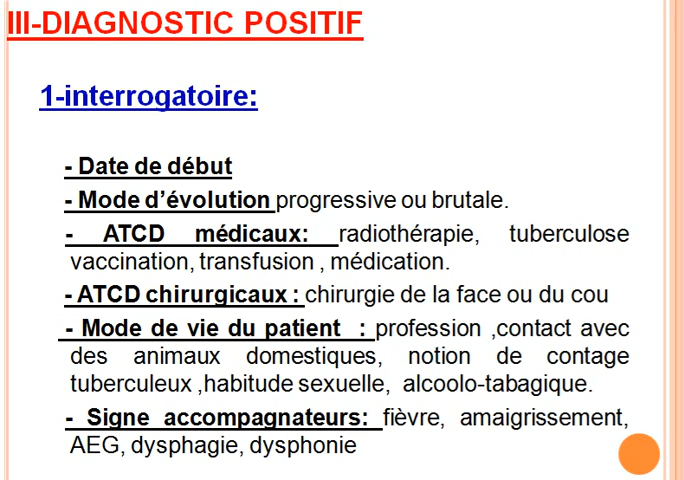 III-DIAGNOSTIC POSITIF
1-interrogatoire:
- Date de début
- Mode d’évolution progressive ou brutale.
- ATCD médicaux: radiothérapie, tuberculose
vaccination, transfusion , médication.
- ATCD chirurgicaux : chirurgie de la face ou du cou
- Mode de vie du patient : profession ,contact avec
des animaux domestiques, notion de contage
tuberculeux ,habitude sexuelle, alcoolo-tabagique.
- Signe accompagnateurs: fièvre, amaigrissement,
AEG, dysphagie, dysphonie